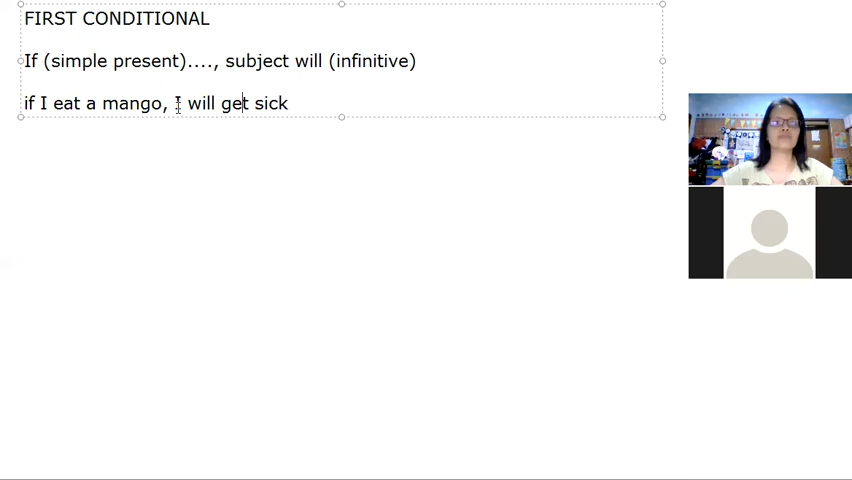 FIRST CONDITIONAL
If (simple present)...., subject will (infinitive)
if I eat a mango, I will get sick